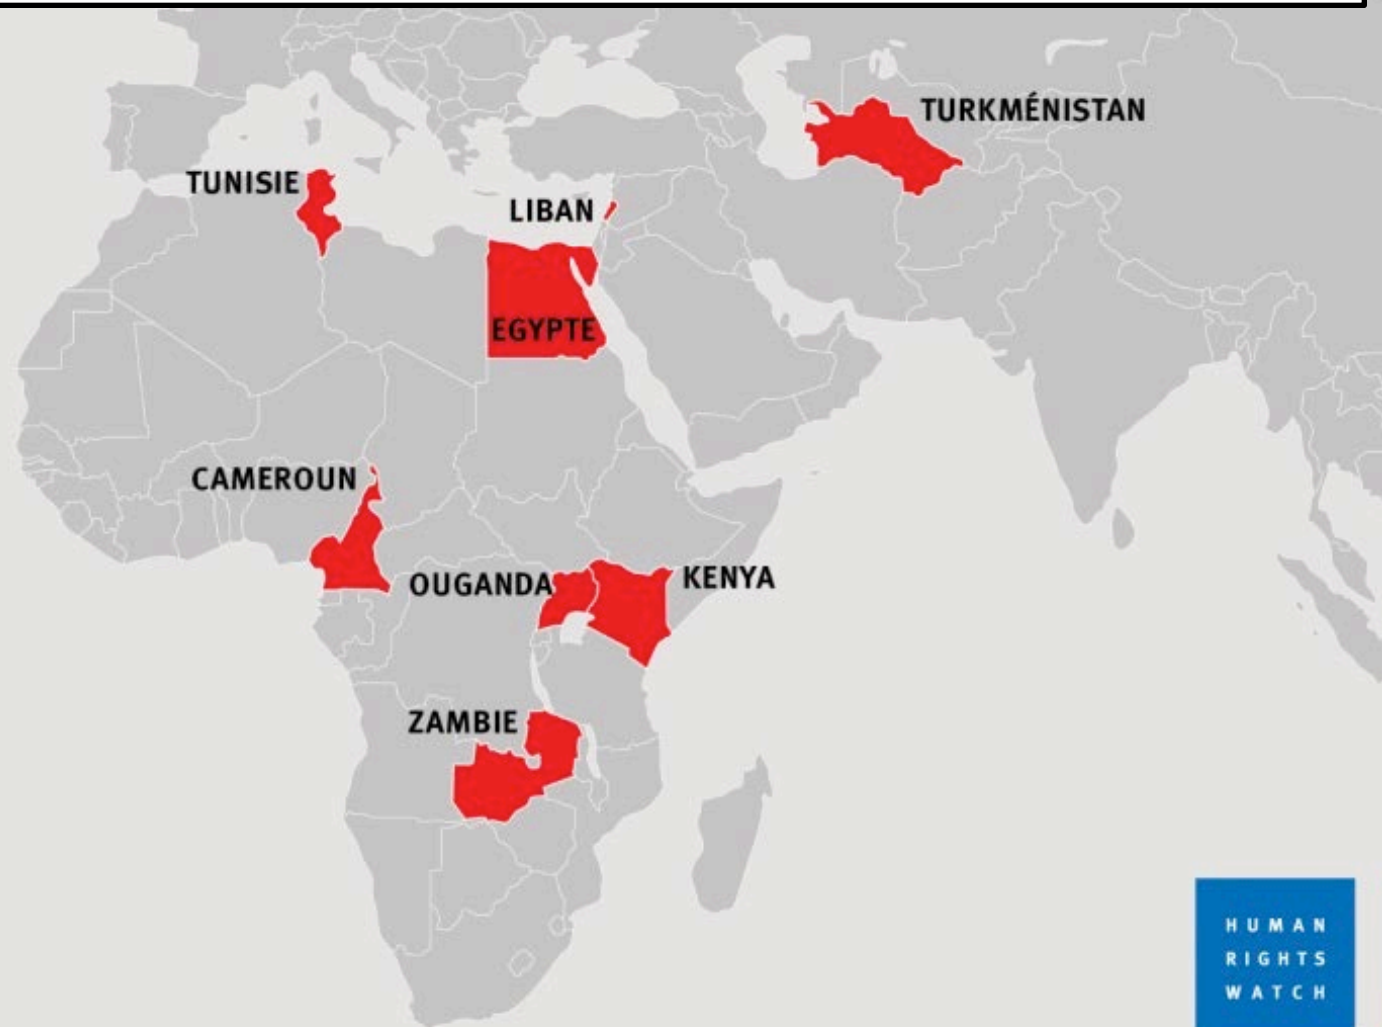 TURKMÉNISTAN
TUNISIE
LIBAN
EGYPTE
CAMEROUN
OUGANDA
KENYA
ZAMBIE
HUMAN
RIGHTS
WATCH